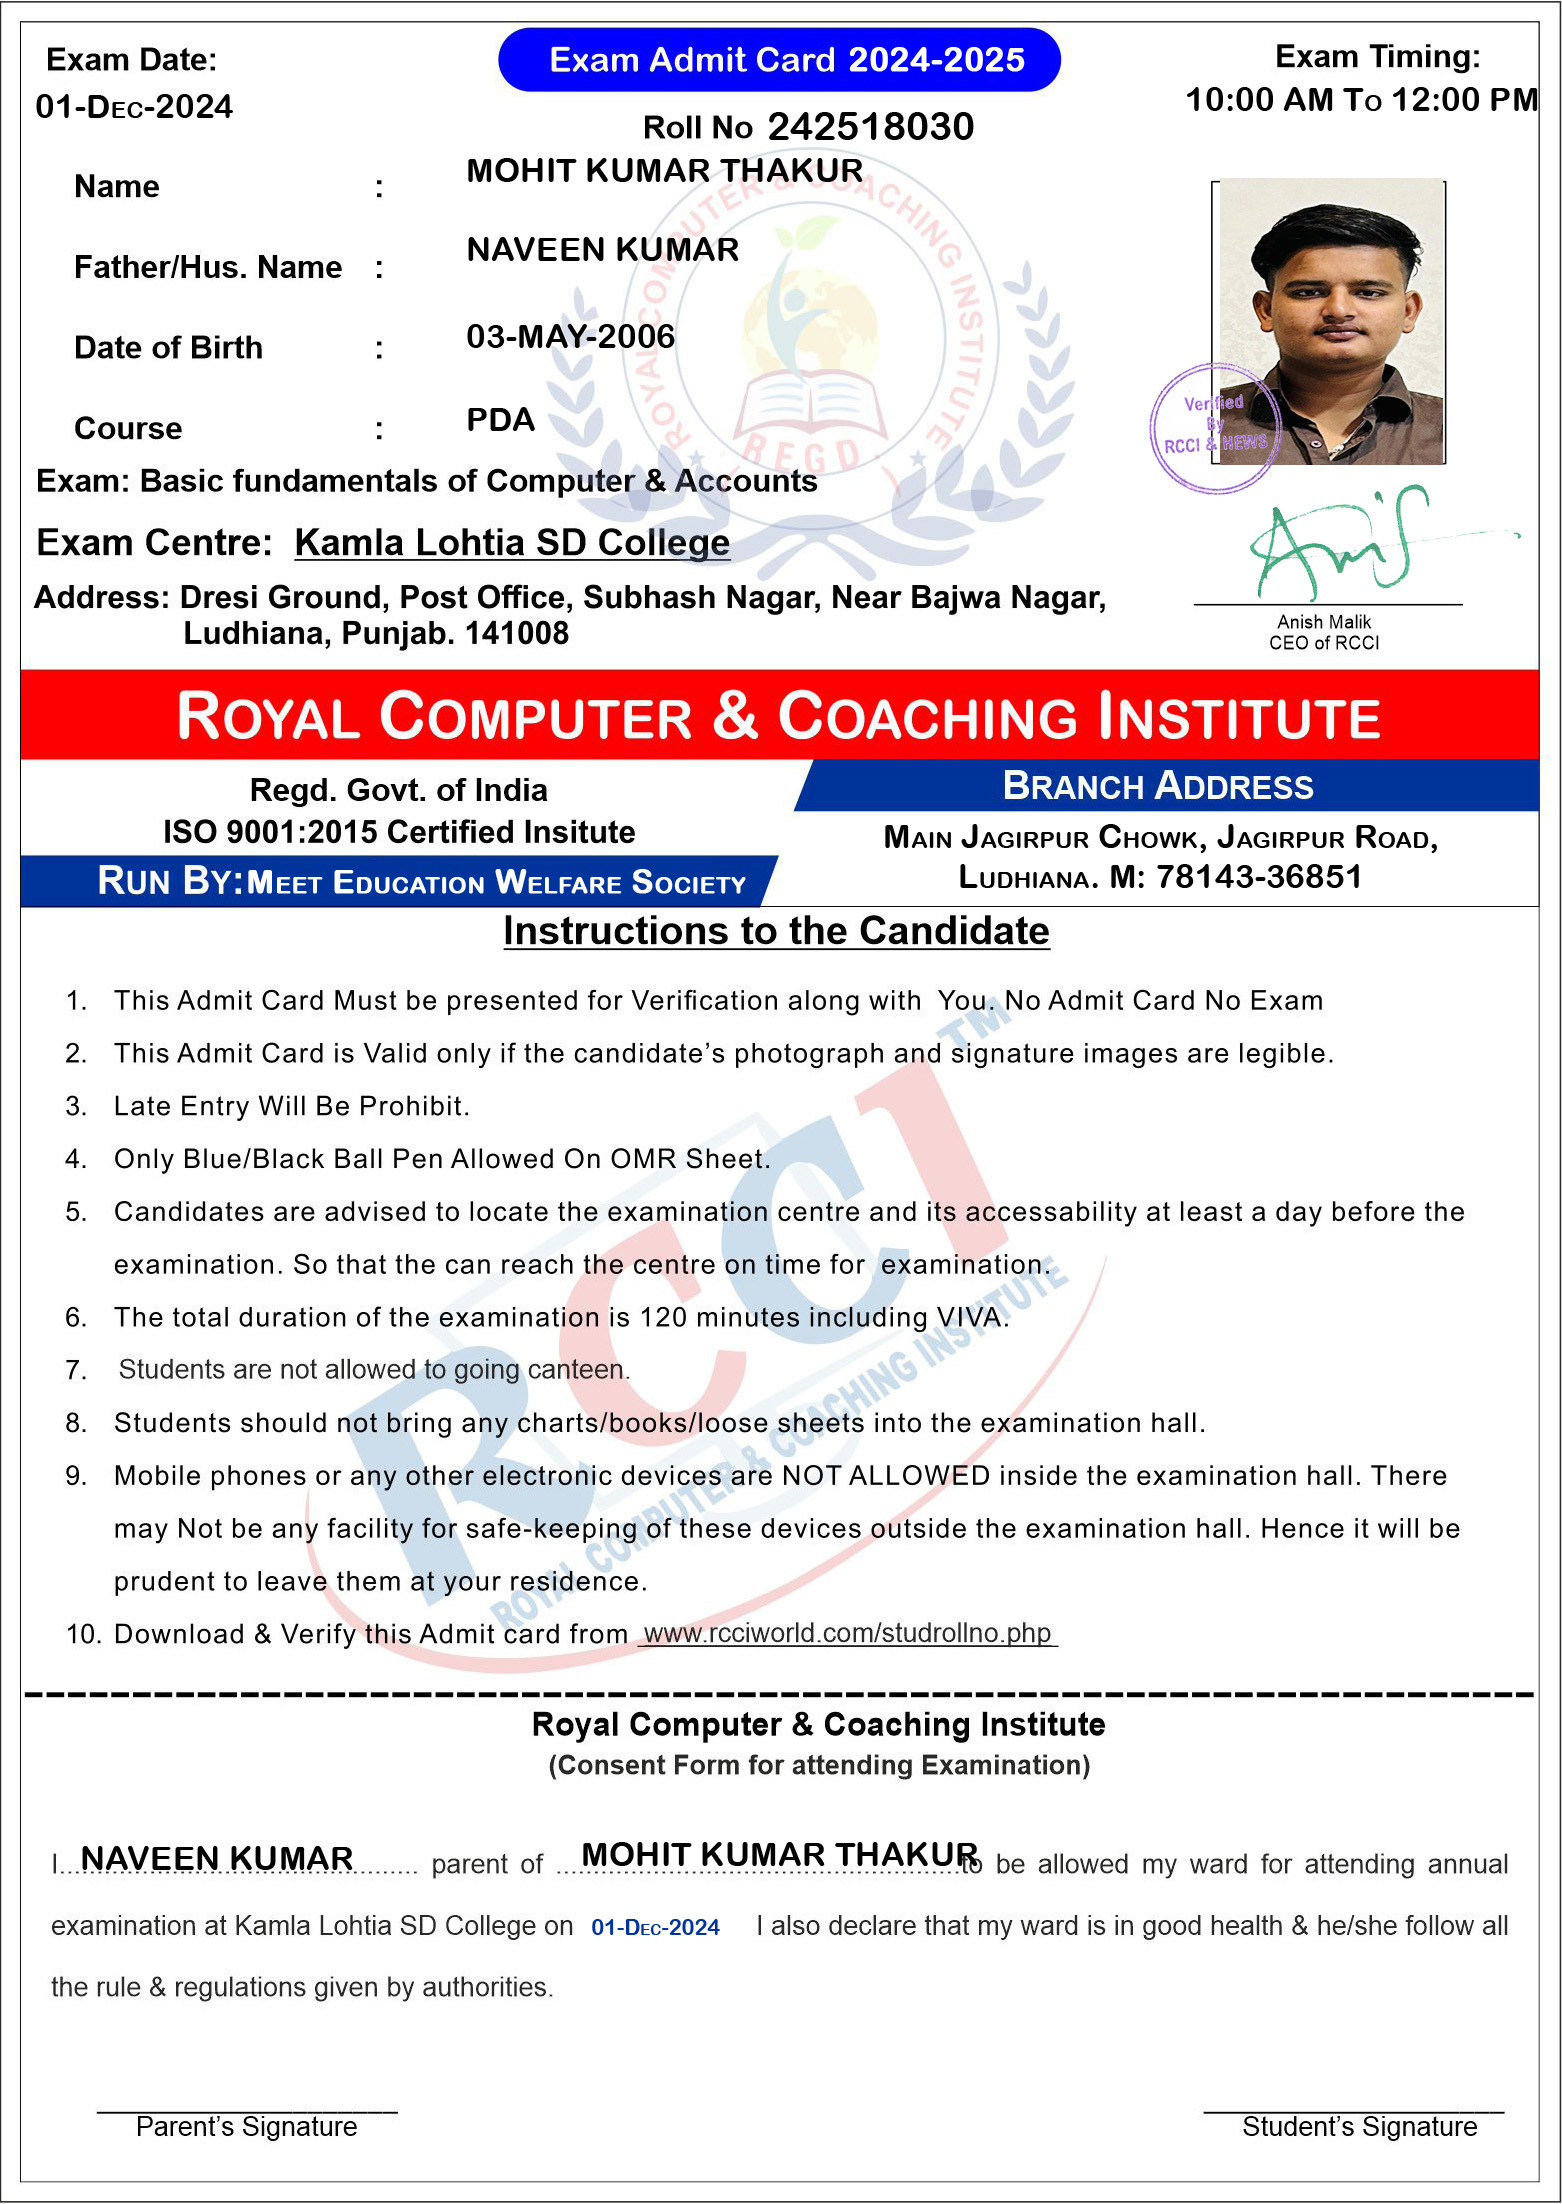 Exam Date:
01-Dec-2024
Exam Admit Card 2024-2025
Exam Timing:
10:00 AM To 12:00 PM
Roll No 242518030
Name : MOHIT KUMAR THAKUR
Father/Hus. Name : NAVEEN KUMAR
Date of Birth : 03-MAY-2006
Course : PDA
ROYAL COMPUTER & COACHING INSTITUTE
REGD.
Verified
By
RCCI & HEWS
Exam: Basic fundamentals of Computer & Accounts
Exam Centre: Kamla Lohtia SD College
Address: Dresi Ground, Post Office, Subhash Nagar, Near Bajwa Nagar,
Ludhiana, Punjab. 141008
Anish Malik
CEO of RCCI
Royal Computer & Coaching Institute
Regd. Govt. of India
ISO 9001:2015 Certified Insitute
Run By:Meet Education Welfare Society
Branch Address
Main Jagirpur Chowk, Jagirpur Road,
Ludhiana. M: 78143-36851
Instructions to the Candidate
1. This Admit Card Must be presented for Verification along with You. No Admit Card No Exam
2. This Admit Card is Valid only if the candidate’s photograph and signature images are legible.
3. Late Entry Will Be Prohibit.
4. Only Blue/Black Ball Pen Allowed On OMR Sheet.
5. Candidates are advised to locate the examination centre and its accessability at least a day before the
examination. So that the can reach the centre on time for examination.
6. The total duration of the examination is 120 minutes including VIVA.
7. Students are not allowed to going canteen.
8. Students should not bring any charts/books/loose sheets into the examination hall.
9. Mobile phones or any other electronic devices are NOT ALLOWED inside the examination hall. There
may Not be any facility for safe-keeping of these devices outside the examination hall. Hence it will be
prudent to leave them at your residence.
10. Download & Verify this Admit card from www.rcciworld.com/studrollno.php
RCCI TM
ROYAL COMPUTER & COACHING INSTITUTE
Royal Computer & Coaching Institute
(Consent Form for attending Examination)
I NAVEEN KUMAR parent of MOHIT KUMAR THAKUR to be allowed my ward for attending annual
examination at Kamla Lohtia SD College on 01-Dec-2024 I also declare that my ward is in good health & he/she follow all
the rule & regulations given by authorities.
Parent’s Signature
Student’s Signature